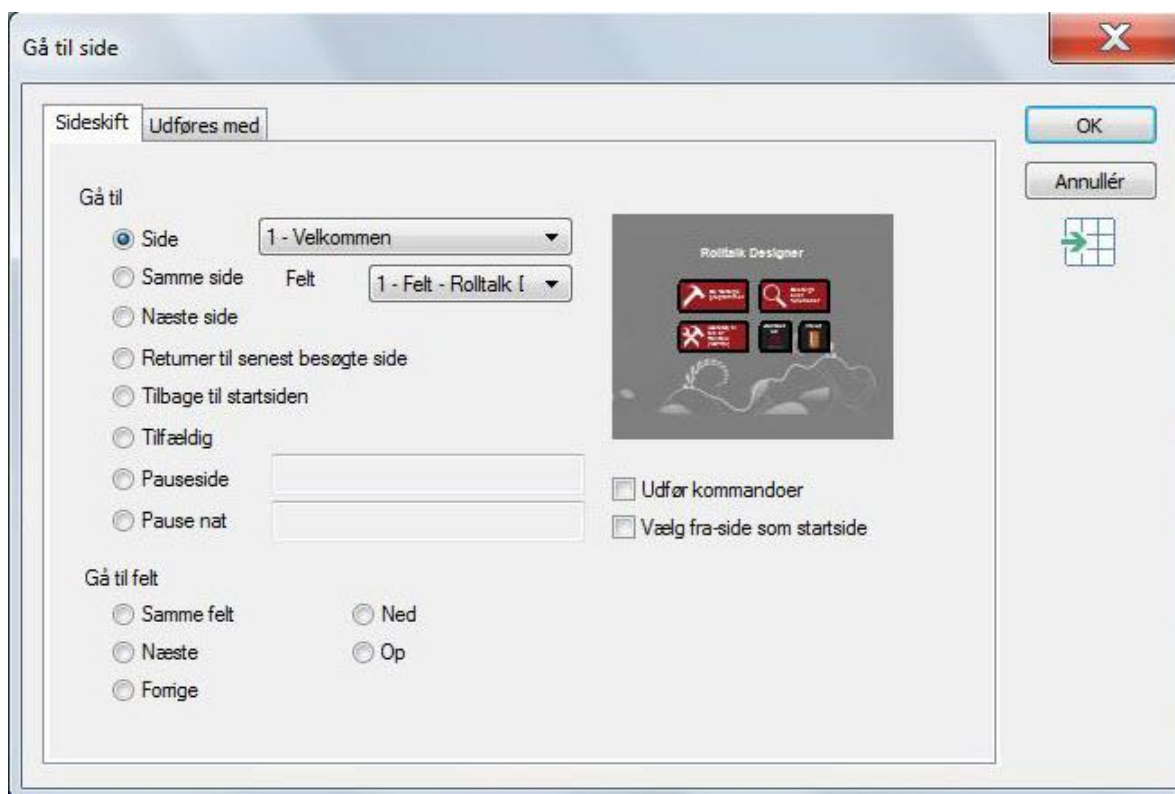 Gå til side
Sideskift
Udføres med
OK
Annullér
Gå til
Side
1 - Velkommen
Samme side
Felt
1 - Felt - Rolltalk [
Næste side
Returner til senest besøgte side
Tilbage til startsiden
Tilfældig
Pauseside
Pause nat
Rolltalk Designer
Udfør kommandoer
Vælg fra-side som startside
Gå til felt
Samme felt
Ned
Næste
Op
Forrige